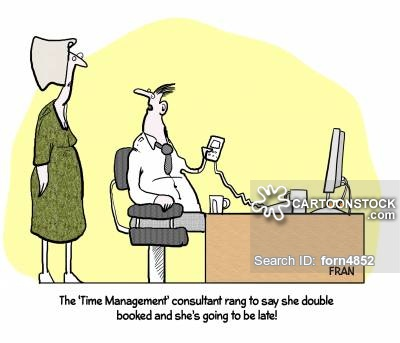 CARTOONSTOCK
.com
Search ID: forn4852
FRAN
The 'Time Management' consultant rang to say she double
booked and she's going to be late!